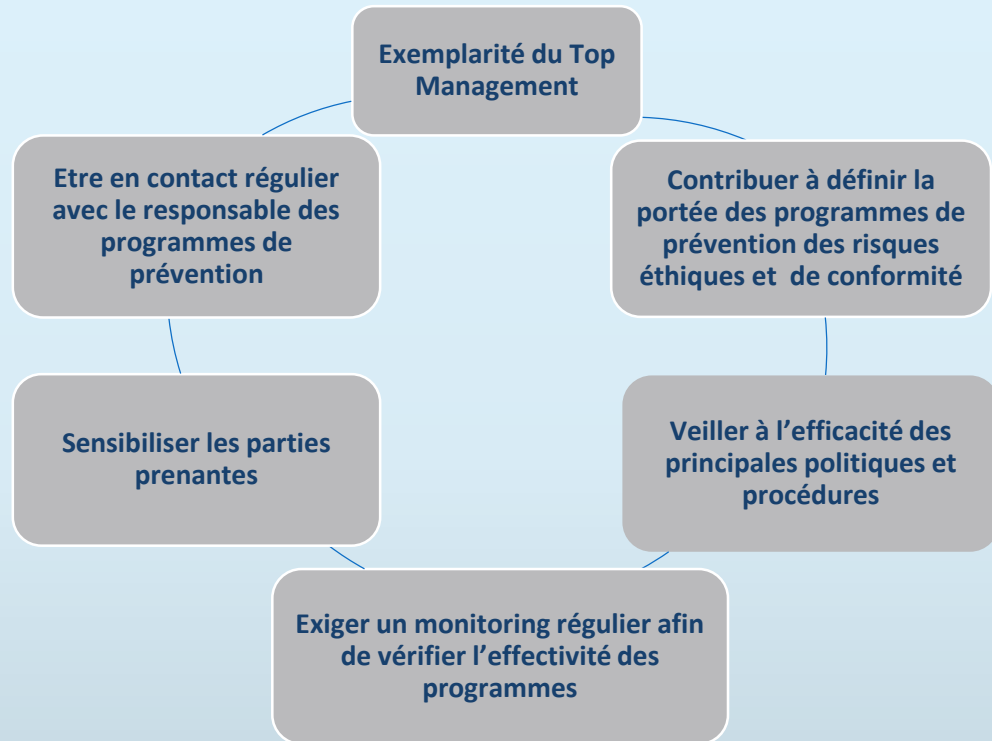 Exemplarité du Top
Management
Contribuer à définir la
portée des programmes de
prévention des risques
éthiques et  de conformité
Veiller à l’efficacité des
principales politiques et
procédures
Exiger un monitoring régulier afin
de vérifier l’effectivité des
programmes
Sensibiliser les parties
prenantes
Etre en contact régulier
avec le responsable des
programmes de
prévention